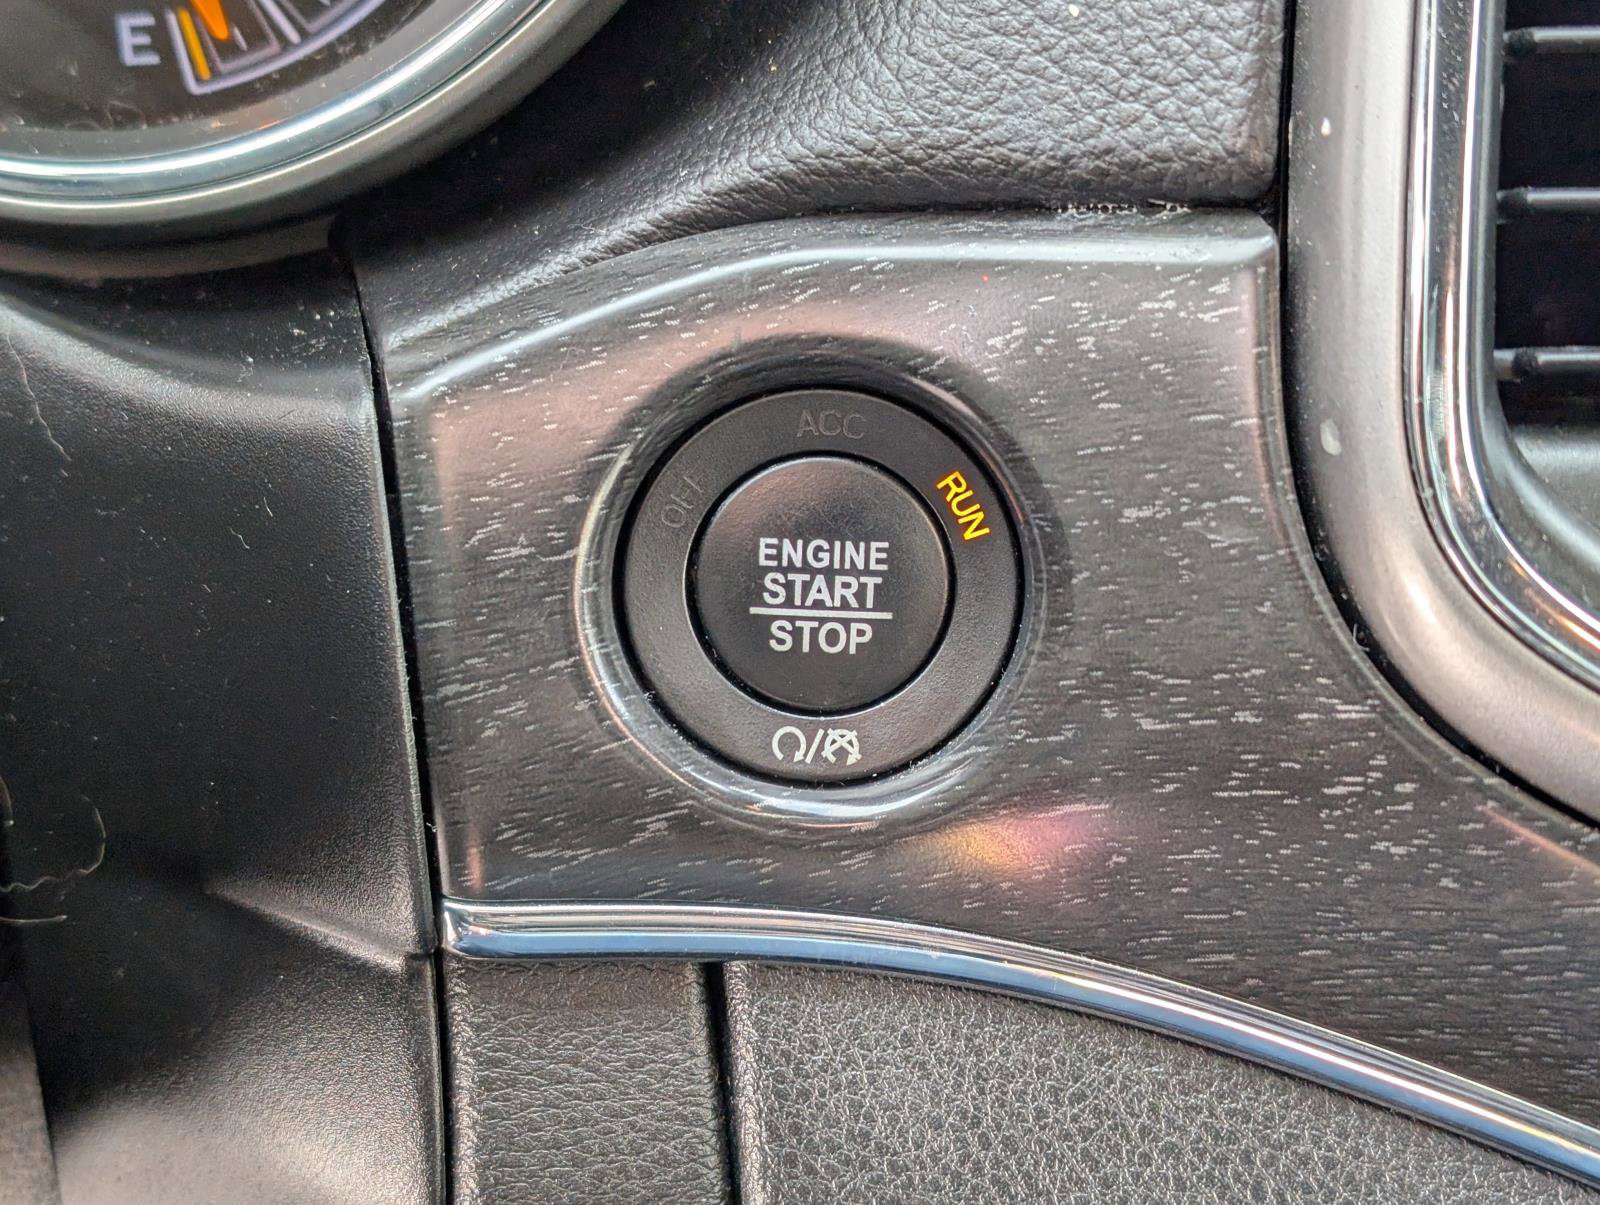 E
ACC
OFF
RUN
ENGINE
START
STOP
/